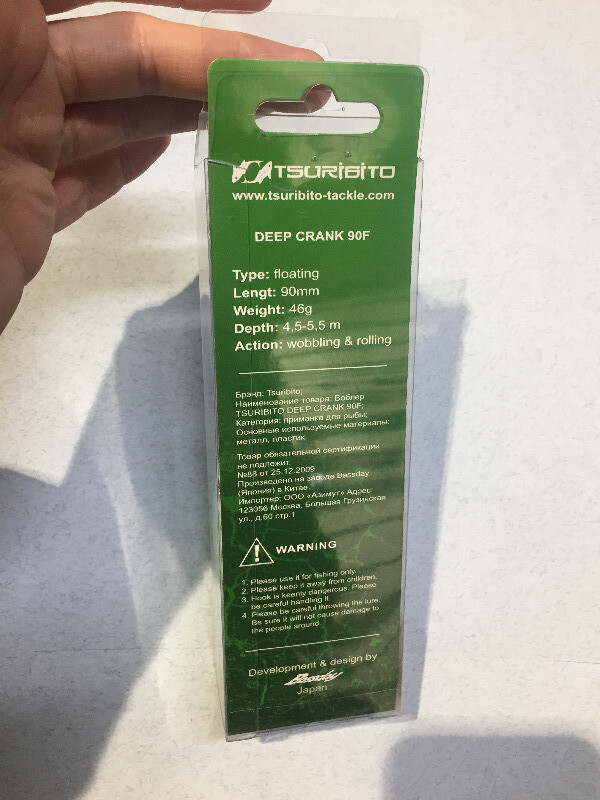 TSURIBITO
www.tsuribito-tackle.com
DEEP CRANK 90F
Type: floating
Lengt: 90mm
Weight: 46g
Depth: 4,5-5,5 m
Action: wobbling & rolling
Брэнд: Tsuribito;
Наименование товара: Воблер
TSURIBITO DEEP CRANK 90F;
Категория: приманка для рыбы;
Основные используемые материалы:
металл, пластик
Товар обязательной сертификации
не подлежит.
№88 от 25.12.2009
Произведено на заводе Bassday
(Япония) в Китае
Импортер: ООО «Азимут» Адрес:
123056 Москва, Большая Грузинская
ул., д.60 стр.1
WARNING
1. Please use it for fishing only.
2. Please keep it away from children.
3. Hook is keenly dangerous. Please
be careful handling it
4. Please be careful throwing the lure.
Be sure it will not cause damage to
the people around
Development & design by
Bassday
Japan